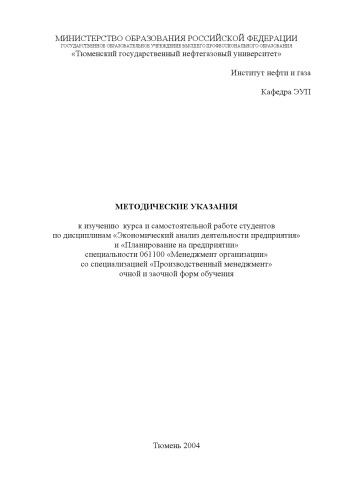 МИНИСТЕРСТВО ОБРАЗОВАНИЯ РОССИЙСКОЙ ФЕДЕРАЦИИ
ГОСУДАРСТВЕННОЕ ОБРАЗОВАТЕЛЬНОЕ УЧРЕЖДЕНИЕ ВЫСШЕГО ПРОФЕССИОНАЛЬНОГО ОБРАЗОВАНИЯ
«Тюменский государственный нефтегазовый университет»
Институт нефти и газа
Кафедра ЭУП
МЕТОДИЧЕСКИЕ УКАЗАНИЯ
к изучению курса и самостоятельной работе студентов
по дисциплинам «Экономический анализ деятельности предприятия»
и «Планирование на предприятии»
специальности 061100 «Менеджмент организации»
со специализацией «Производственный менеджмент»
очной и заочной форм обучения
Тюмень 2004